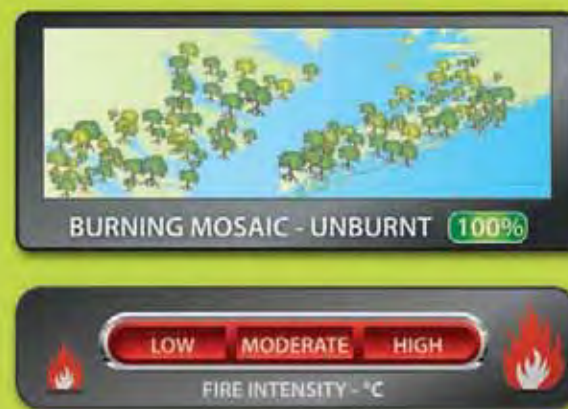 BURNING MOSAIC - UNBURNT 100%
LOW MODERATE HIGH
FIRE INTENSITY - °C